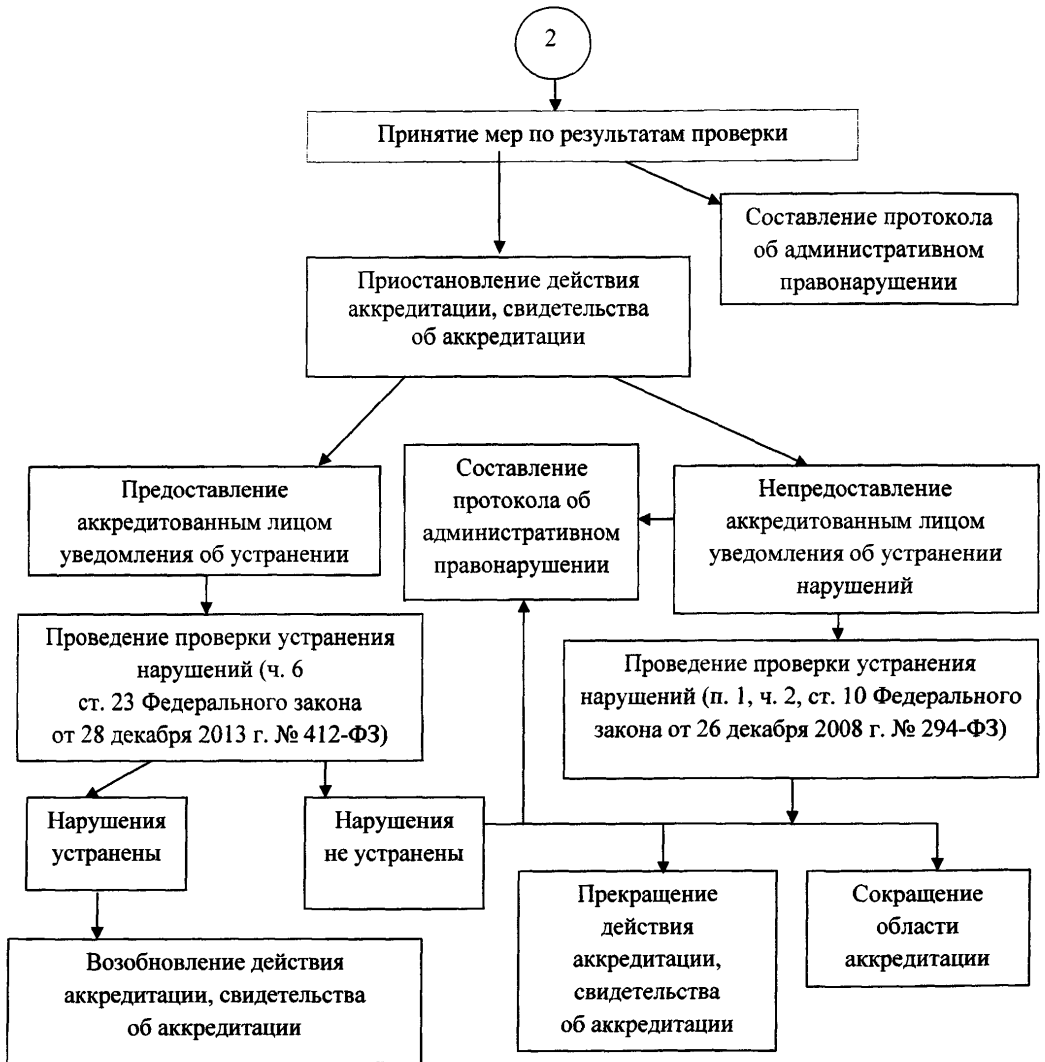 2
Принятие мер по результатам проверки
Составление протокола
об административном
правонарушении
Приостановление действия
аккредитации, свидетельства
об аккредитации
Предоставление
аккредитованным лицом
уведомления об устранении
Составление
протокола об
административном
правонарушении
Непредоставление
аккредитованным лицом
уведомления об устранении
нарушений
Проведение проверки устранения
нарушений (ч. 6
ст. 23 Федерального закона
от 28 декабря 2013 г. № 412-ФЗ)
Проведение проверки устранения
нарушений (п. 1, ч. 2, ст. 10 Федерального
закона от 26 декабря 2008 г. № 294-ФЗ)
Нарушения
устранены
Нарушения
не устранены
Прекращение
действия
аккредитации,
свидетельства
об аккредитации
Сокращение
области
аккредитации
Возобновление действия
аккредитации, свидетельства
об аккредитации